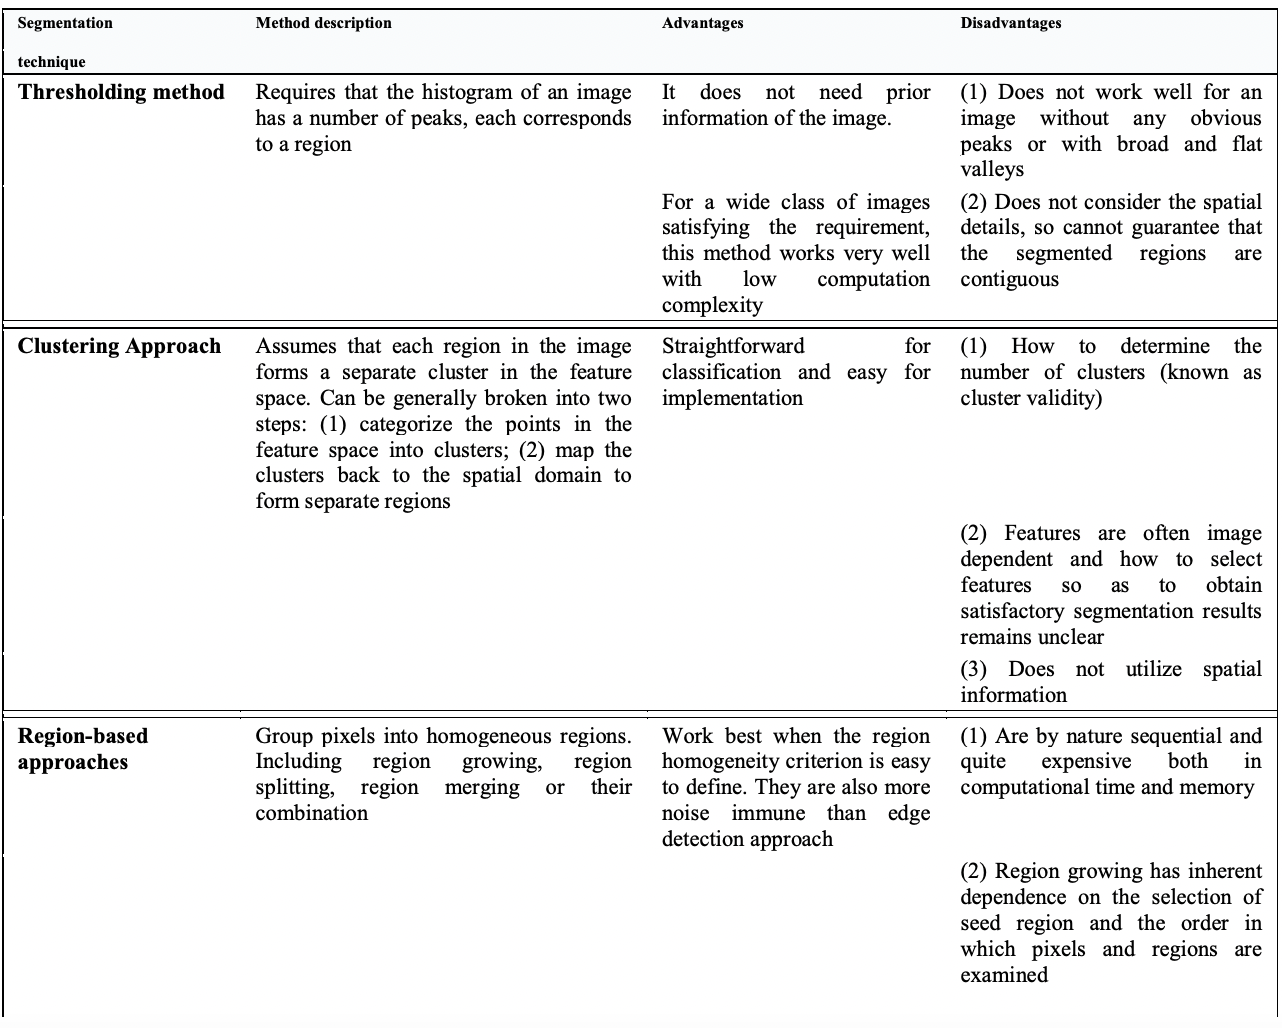 Segmentation
technique
Method description
Advantages
Disadvantages
Thresholding method
Requires that the histogram of an image
has a number of peaks, each corresponds
to a region
It does not need prior
information of the image.
(1) Does not work well for an
image without any obvious
peaks or with broad and flat
valleys
For a wide class of images
satisfying the requirement,
this method works very well
with low computation
complexity
(2) Does not consider the spatial
details, so cannot guarantee that
the segmented regions are
contiguous
Clustering Approach
Assumes that each region in the image
forms a separate cluster in the feature
space. Can be generally broken into two
steps: (1) categorize the points in the
feature space into clusters; (2) map the
clusters back to the spatial domain to
form separate regions
Straightforward for
classification and easy for
implementation
(1) How to determine the
number of clusters (known as
cluster validity)
(2) Features are often image
dependent and how to select
features so as to obtain
satisfactory segmentation results
remains unclear
(3) Does not utilize spatial
information
Region-based
approaches
Group pixels into homogeneous regions.
Including region growing, region
splitting, region merging or their
combination
Work best when the region
homogeneity criterion is easy
to define. They are also more
noise immune than edge
detection approach
(1) Are by nature sequential and
quite expensive both in
computational time and memory
(2) Region growing has inherent
dependence on the selection of
seed region and the order in
which pixels and regions are
examined